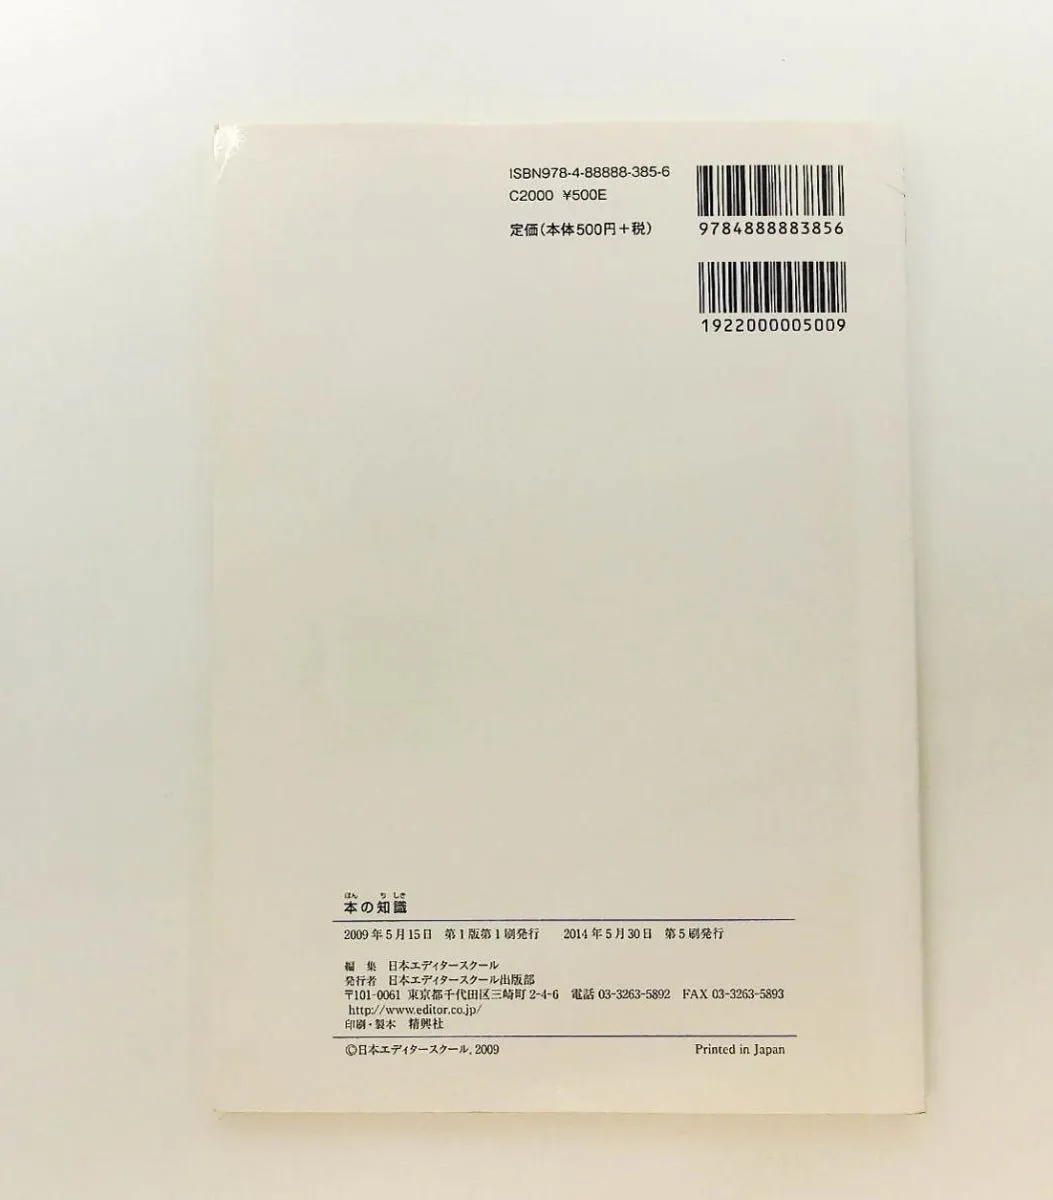 ISBN978-4-88888-385-6
C2000 ¥500E
定価(本体500円+税)
9784888883856
1922000005009
ほん ち しき
本の知識
2009年5月15日 第1版第1刷発行 2014年5月30日 第5刷発行
編 集 日本エディタースクール
発行者 日本エディタースクール出版部
〒101-0061 東京都千代田区三崎町2-4-6 電話 03-3263-5892 FAX 03-3263-5893
http://www.editor.co.jp/
印刷・製本 精興社
©日本エディタースクール, 2009 Printed in Japan